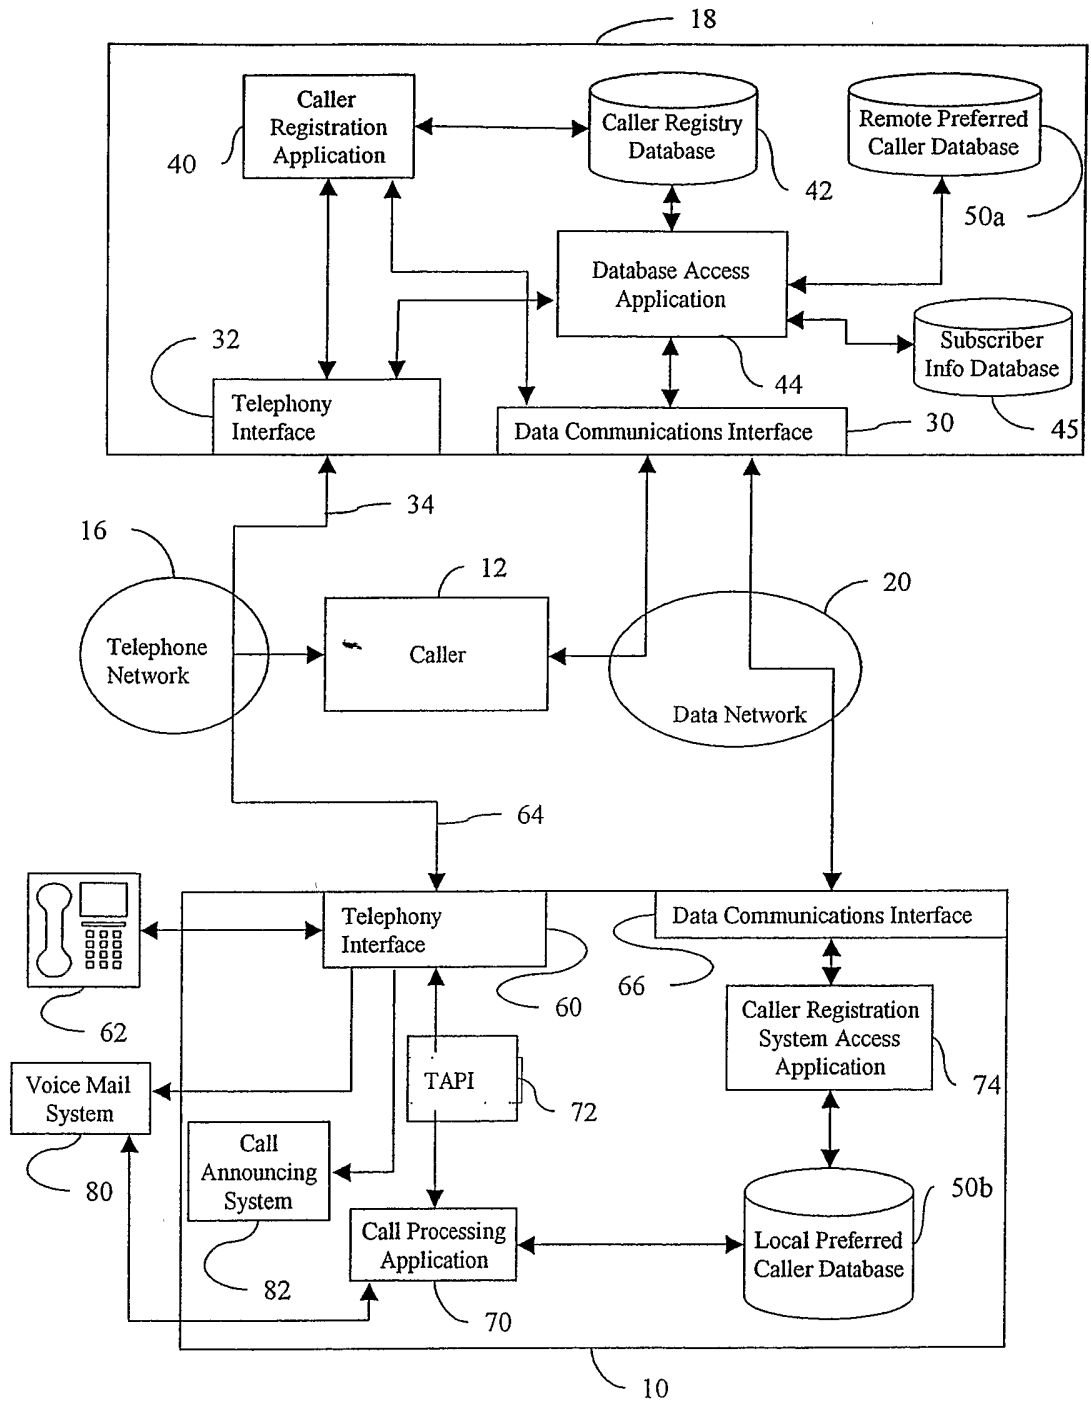 18
Caller
Registration
Application
40
Caller Registry
Database
42
Remote Preferred
Caller Database
50a
Database Access
Application
44
Subscriber
Info Database
45
32
Telephony
Interface
Data Communications Interface
30
34
16
Telephone
Network
12
Caller
20
Data Network
64
62
Telephony
Interface
60
Data Communications Interface
66
Caller Registration
System Access
Application
74
TAPI
72
Voice Mail
System
80
Call
Announcing
System
82
Call Processing
Application
70
50b
Local Preferred
Caller Database
10